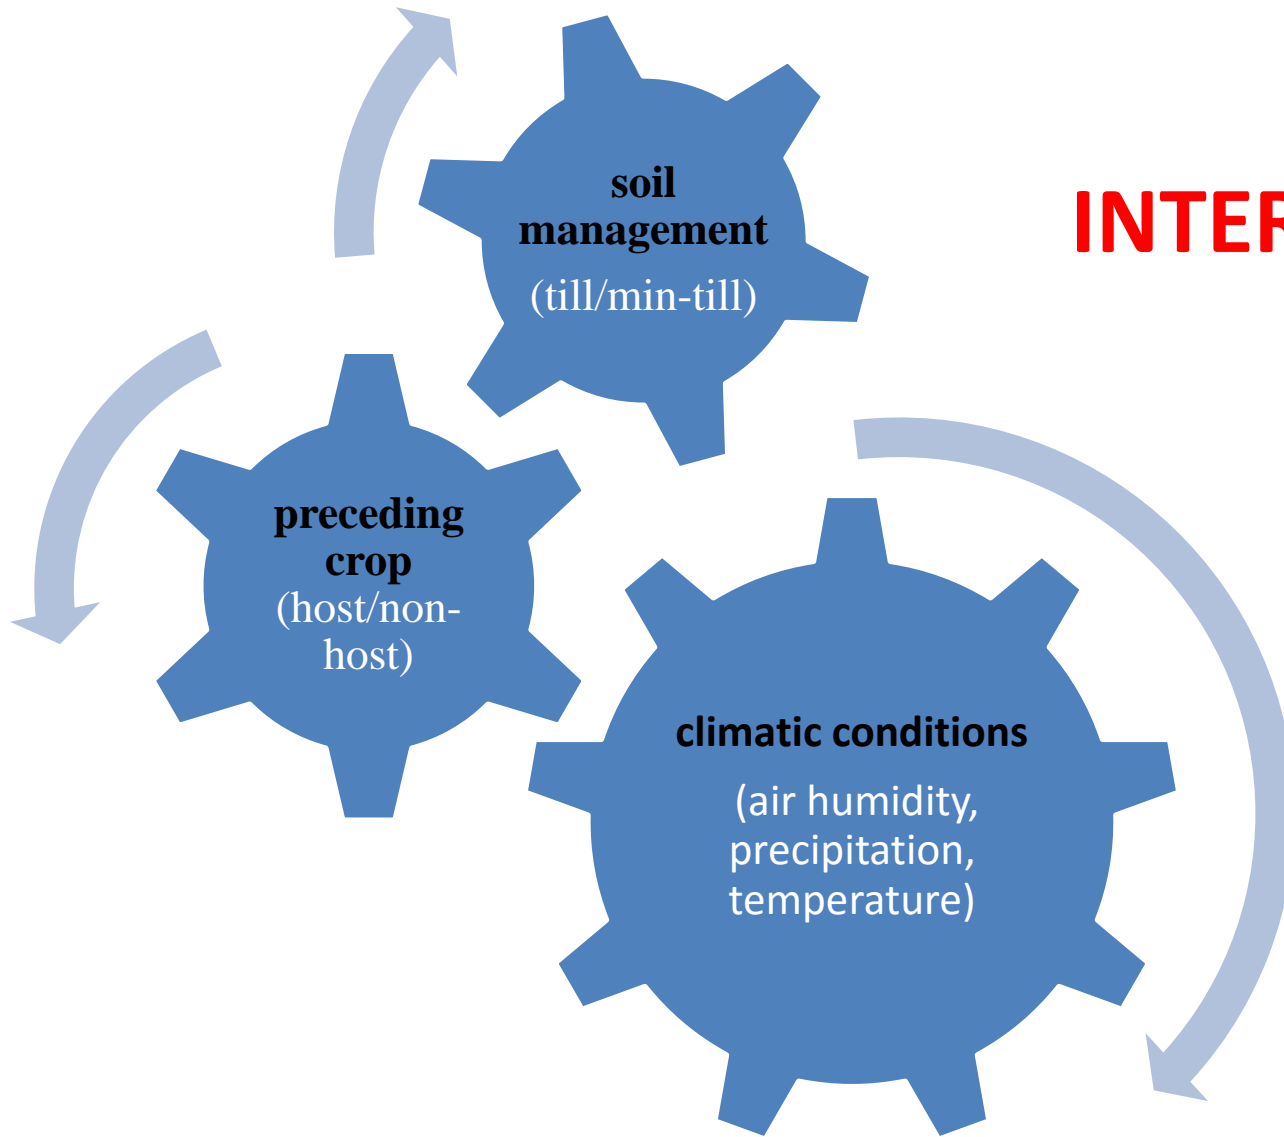 soil
management
(till/min-till)
INTER
preceding
crop
(host/non-
host)
climatic conditions
(air humidity,
precipitation,
temperature)